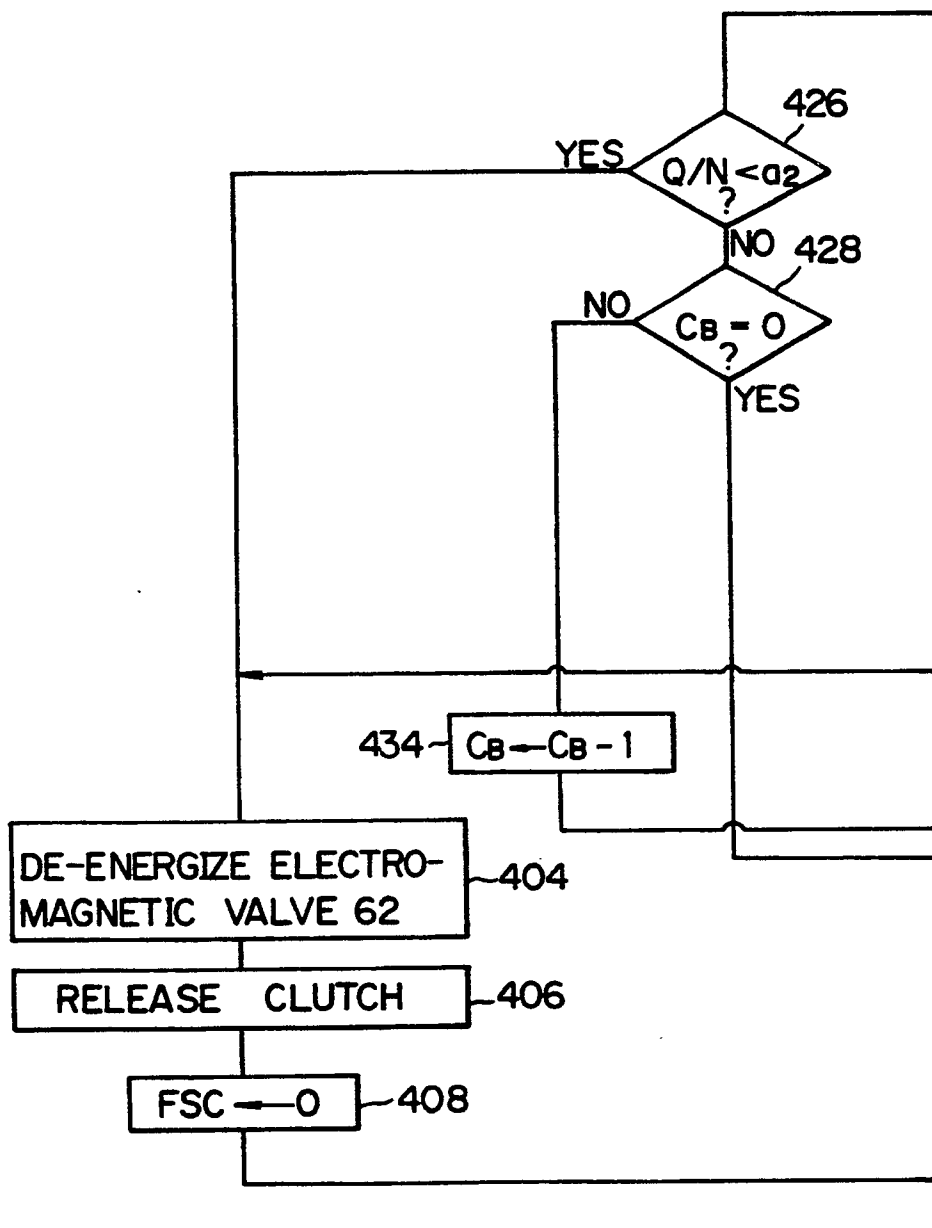 426
YES
Q/N < a2
?
NO
428
NO
CB = 0
?
YES
434
CB ← CB - 1
DE-ENERGIZE ELECTRO-
MAGNETIC VALVE 62
404
RELEASE CLUTCH
406
FSC ← 0
408